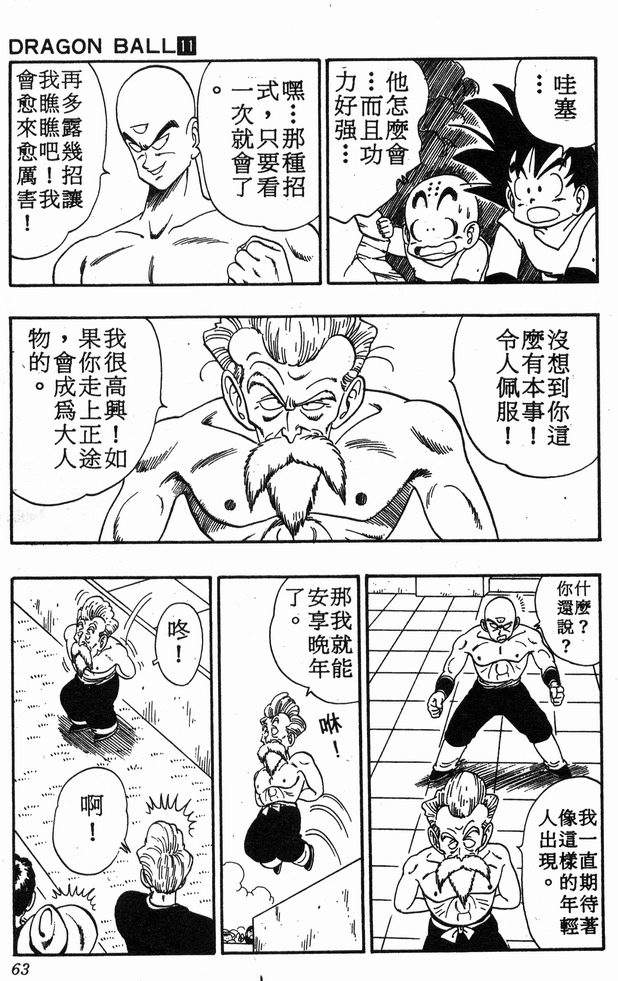 DRAGON BALL 11
哇塞
…
他怎麼會
…而且功
力好强…
嘿…那種招
式，只要看
一次就會了
。
再多露幾招讓
我瞧瞧吧！我
會愈來愈厲害！
沒想到你這
麼有本事！
令人佩服！
我很高興！如
果你走上正途
，會成爲大人
物的。
什麼？
你還說？
我一直期待著
像這樣的年輕
人出現。
那我就能
安享晚年
了。
咻！
咚！
啊！
63